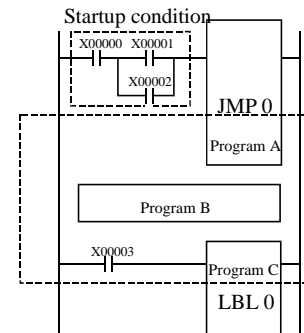 Startup condition
X00000 X00001
X00002
JMP 0
Program A
Program B
X00003
Program C
LBL 0